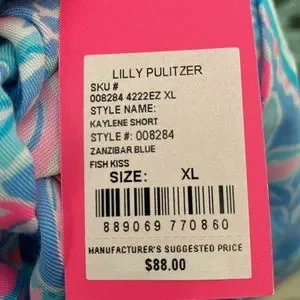 LILLY PULITZER
SKU #
008284 4222EZ XL
STYLE NAME:
KAYLENE SHORT
STYLE #: 008284
ZANZIBAR BLUE
FISH KISS
SIZE: XL
889069 770860
MANUFACTURER'S SUGGESTED PRICE
$88.00